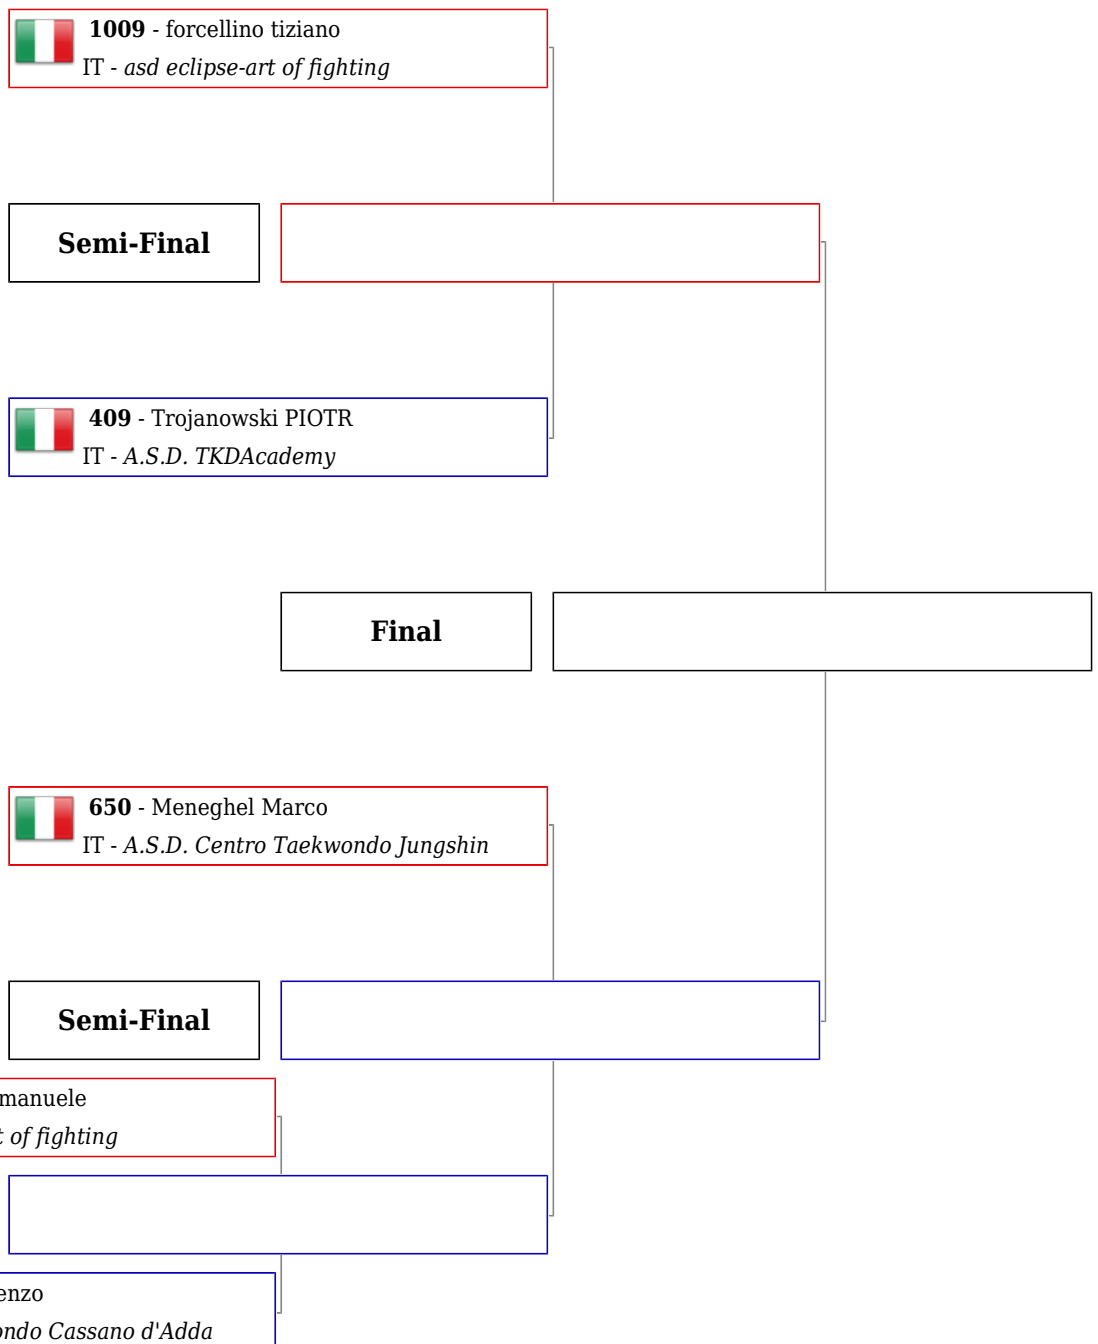 1009 - forcellino tiziano
IT - asd eclipse-art of fighting
Semi-Final
409 - Trojanowski PIOTR
IT - A.S.D. TKDAcademy
Final
650 - Meneghel Marco
IT - A.S.D. Centro Taekwondo Jungshin
Semi-Final
manuele
of fighting
enzo
ondo Cassano d'Adda